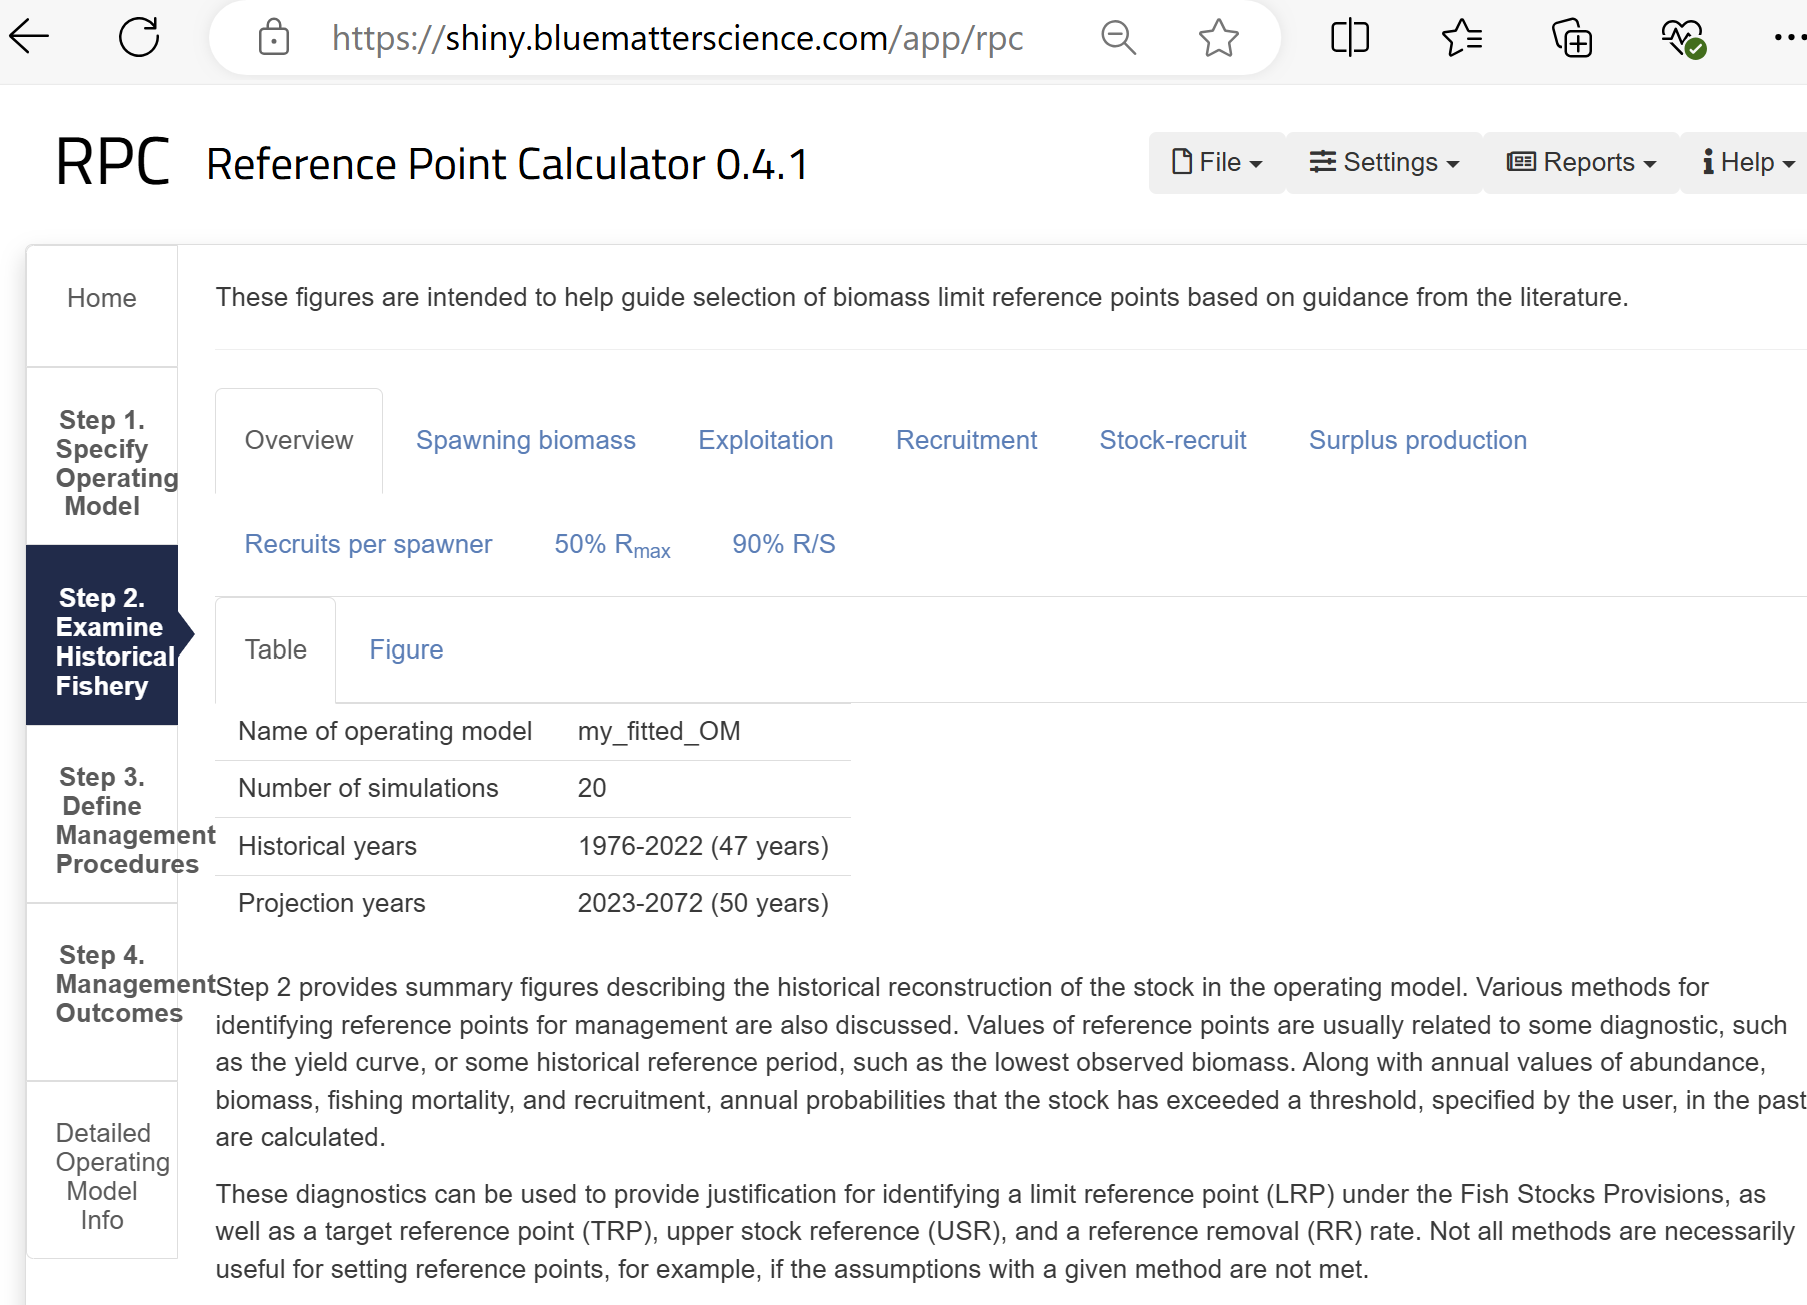 https://shiny.bluematterscience.com/app/rpc
RPC Reference Point Calculator 0.4.1
File Settings Reports Help
Home
Step 1.
Specify
Operating
Model
Step 2.
Examine
Historical
Fishery
Step 3.
Define
Management
Procedures
Step 4.
Management
Outcomes
Detailed
Operating
Model
Info
These figures are intended to help guide selection of biomass limit reference points based on guidance from the literature.
Overview Spawning biomass Exploitation Recruitment Stock-recruit Surplus production
Recruits per spawner 50% Rmax 90% R/S
Table Figure
Name of operating model my_fitted_OM
Number of simulations 20
Historical years 1976-2022 (47 years)
Projection years 2023-2072 (50 years)
Step 2 provides summary figures describing the historical reconstruction of the stock in the operating model. Various methods for
identifying reference points for management are also discussed. Values of reference points are usually related to some diagnostic, such
as the yield curve, or some historical reference period, such as the lowest observed biomass. Along with annual values of abundance,
biomass, fishing mortality, and recruitment, annual probabilities that the stock has exceeded a threshold, specified by the user, in the past
are calculated.
These diagnostics can be used to provide justification for identifying a limit reference point (LRP) under the Fish Stocks Provisions, as
well as a target reference point (TRP), upper stock reference (USR), and a reference removal (RR) rate. Not all methods are necessarily
useful for setting reference points, for example, if the assumptions with a given method are not met.